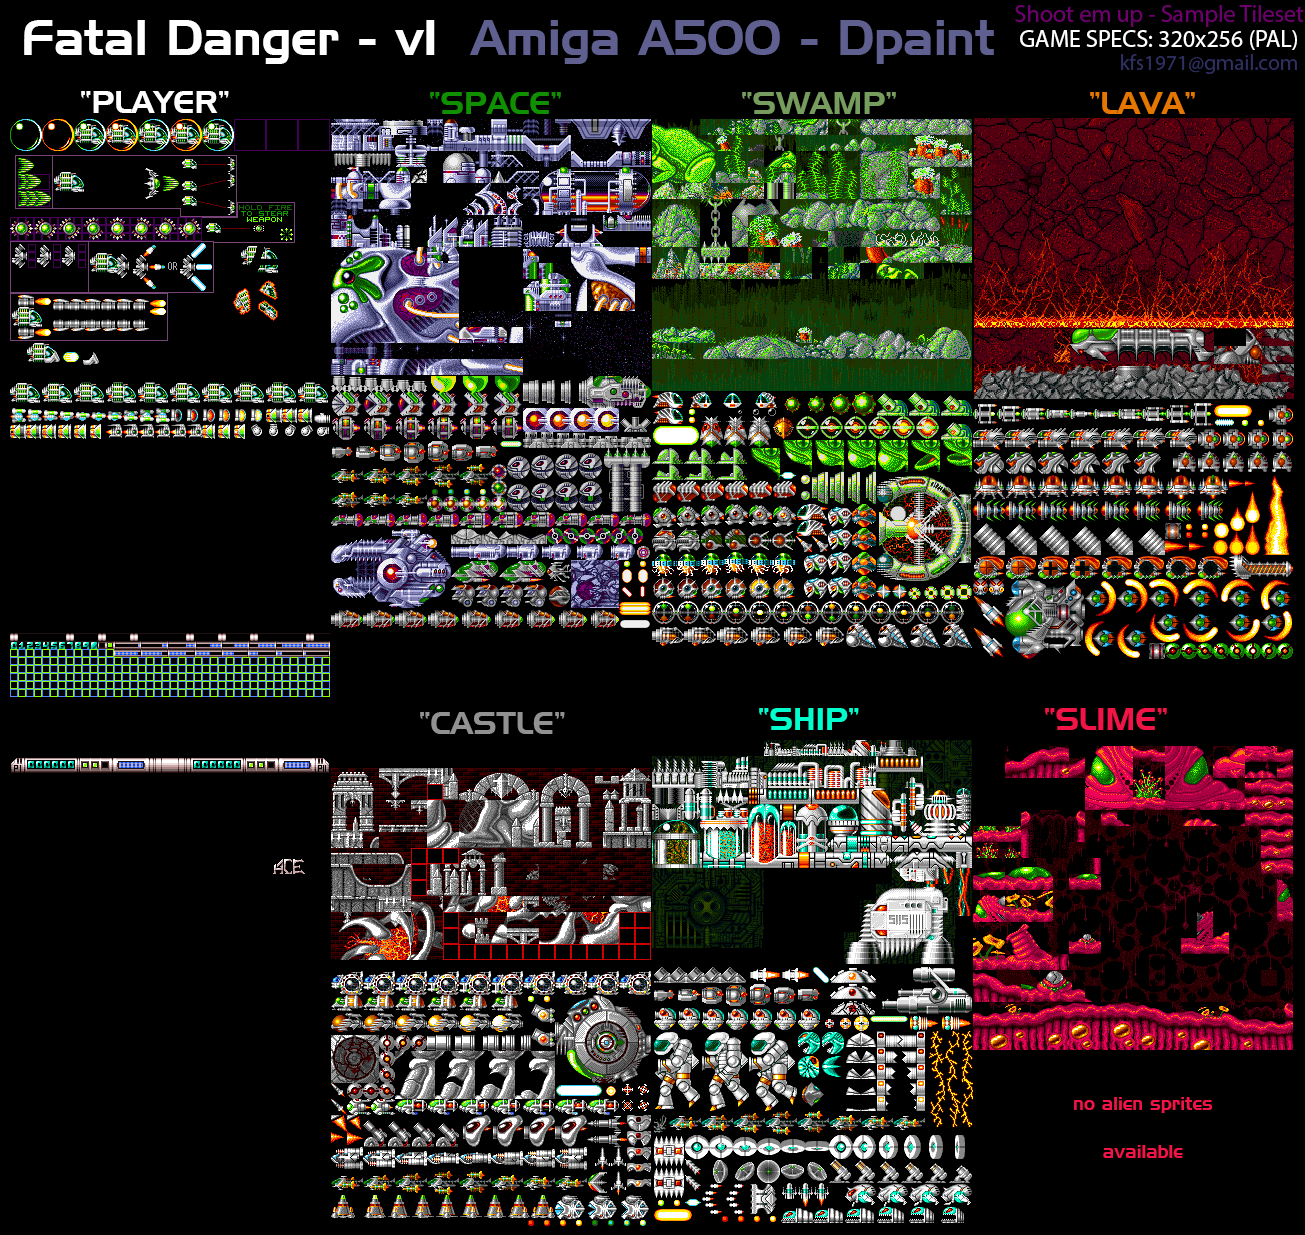 Fatal Danger - v1 Amiga A500 - Dpaint
Shoot em up - Sample Tileset
GAME SPECS: 320x256 (PAL)
kfs1971@gmail.com
"PLAYER"
"SPACE"
"SWAMP"
"LAVA"
HOLD FIRE
TO STEAR
WEAPON
OR
"CASTLE"
"SHIP"
"SLIME"
ACE
no alien sprites
available